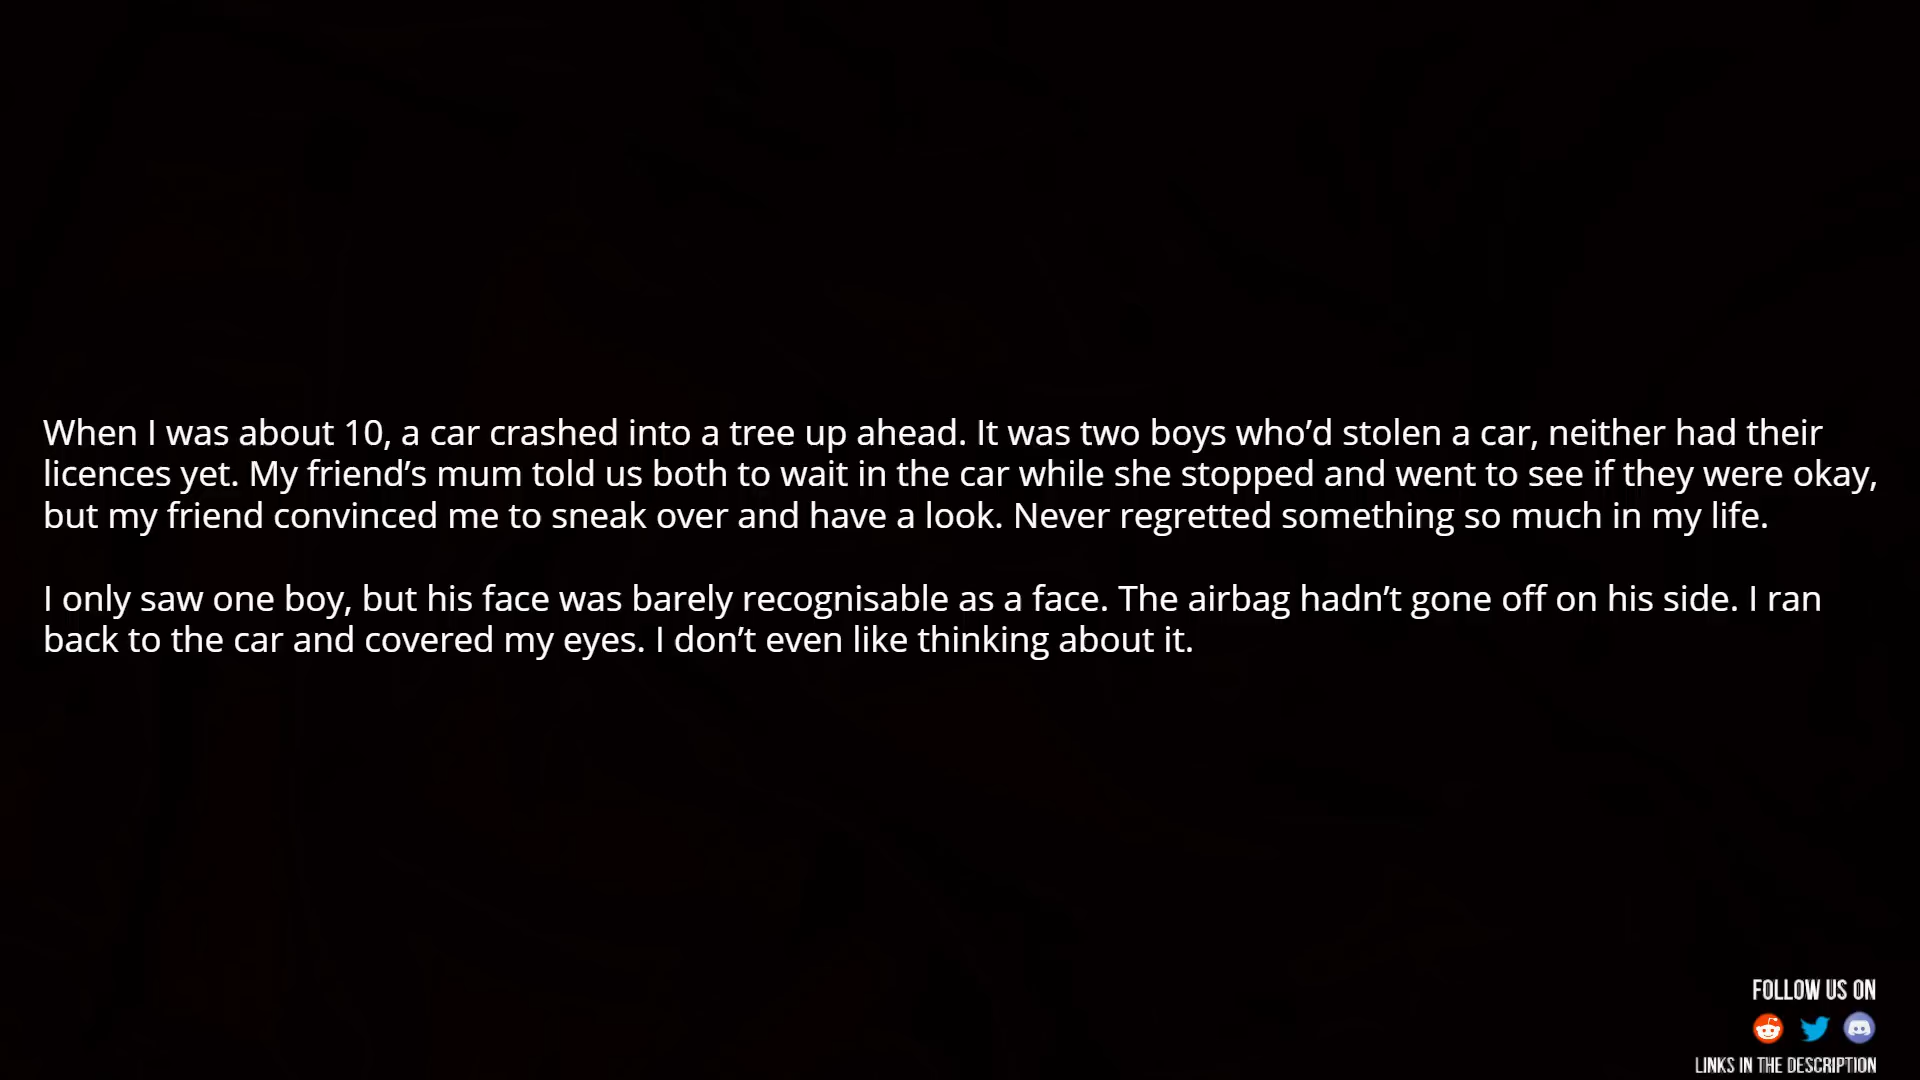 When I was about 10, a car crashed into a tree up ahead. It was two boys who’d stolen a car, neither had their
licences yet. My friend’s mum told us both to wait in the car while she stopped and went to see if they were okay,
but my friend convinced me to sneak over and have a look. Never regretted something so much in my life.
I only saw one boy, but his face was barely recognisable as a face. The airbag hadn’t gone off on his side. I ran
back to the car and covered my eyes. I don’t even like thinking about it.
FOLLOW US ON
LINKS IN THE DESCRIPTION